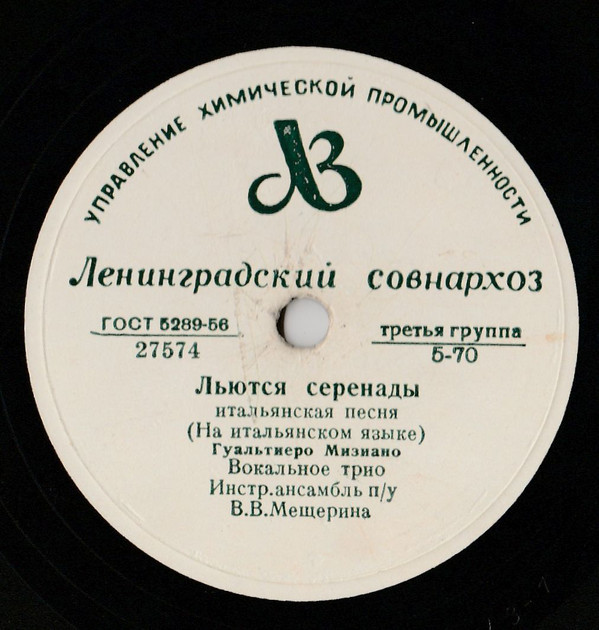 УПРАВЛЕНИЕ ХИМИЧЕСКОЙ ПРОМЫШЛЕННОСТИ
ЛЗ
Ленинградский совнархоз
ГОСТ 5289-56
27574
третья группа
5-70
Льются серенады
итальянская песня
(На итальянском языке)
Гуальтиеро Мизиано
Вокальное трио
Инстр.ансамбль п/у
В.В.Мещерина